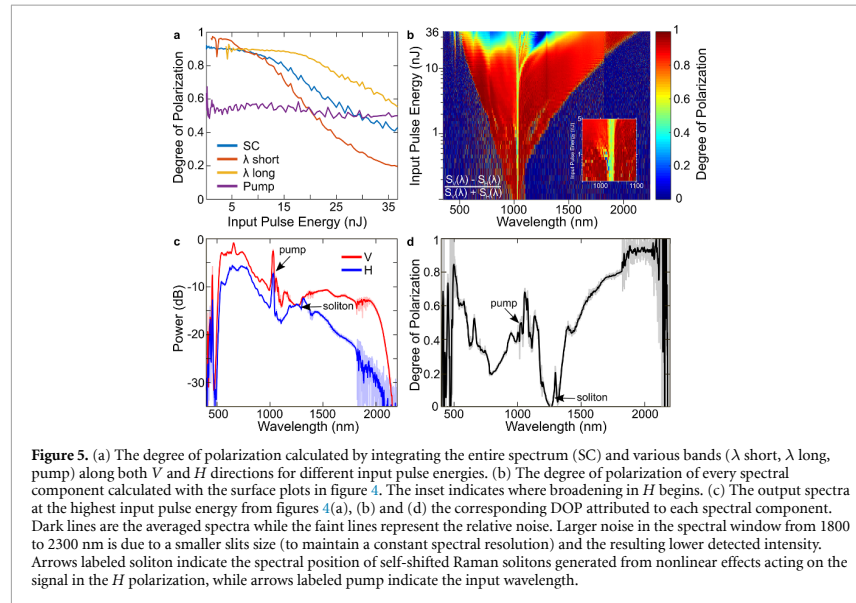 a
b
1
0.8
0.6
0.4
0.2
0
Degree of Polarization
SC
λ short
λ long
Pump
5
15
25
35
Input Pulse Energy (nJ)
36
10
1
Input Pulse Energy (nJ)
Sᵥ(λ) - Sₕ(λ)
Sᵥ(λ) + Sₕ(λ)
500
1000
1500
2000
Wavelength (nm)
5
1
Input Pulse Energy (nJ)
1000
1100
1
0.8
0.6
0.4
0.2
0
Degree of Polarization
c
d
0
-10
-20
-30
Power (dB)
pump
V
H
soliton
500
1000
1500
2000
Wavelength (nm)
1
0.8
0.6
0.4
0.2
0
Degree of Polarization
pump
soliton
500
1000
1500
2000
Wavelength (nm)
Figure 5. (a) The degree of polarization calculated by integrating the entire spectrum (SC) and various bands (λ short, λ long,
pump) along both V and H directions for different input pulse energies. (b) The degree of polarization of every spectral
component calculated with the surface plots in figure 4. The inset indicates where broadening in H begins. (c) The output spectra
at the highest input pulse energy from figures 4(a), (b) and (d) the corresponding DOP attributed to each spectral component.
Dark lines are the averaged spectra while the faint lines represent the relative noise. Larger noise in the spectral window from 1800
to 2300 nm is due to a smaller slits size (to maintain a constant spectral resolution) and the resulting lower detected intensity.
Arrows labeled soliton indicate the spectral position of self-shifted Raman solitons generated from nonlinear effects acting on the
signal in the H polarization, while arrows labeled pump indicate the input wavelength.